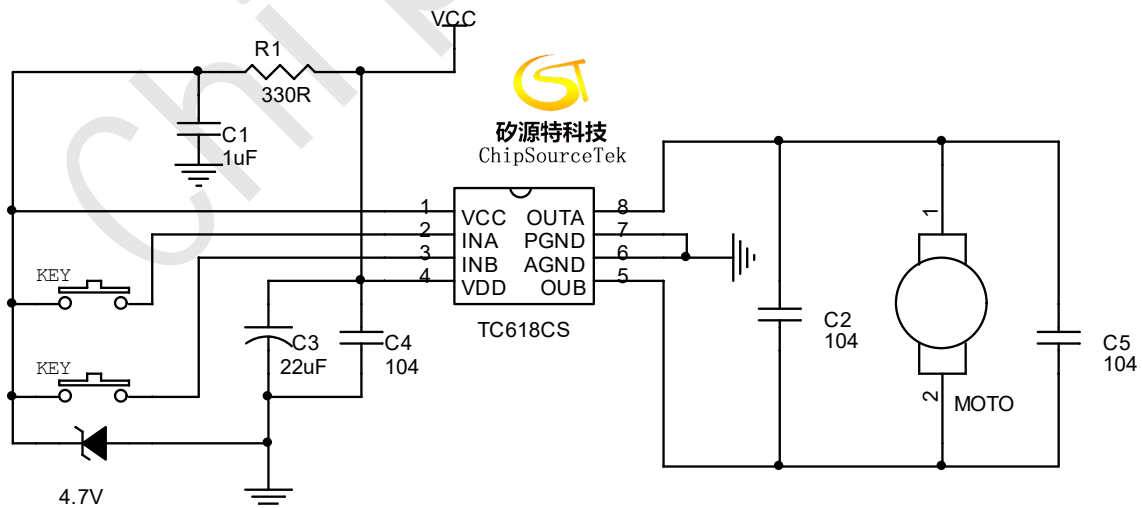 Chip
VCC
R1
330R
C1
1uF
矽源特科技
ChipSourceTek
1 VCC OUTA 8
2 INA PGND 7
3 INB AGND 6
4 VDD OUB 5
TC618CS
KEY
KEY
C3
22uF
C4
104
4.7V
C2
104
1
2
MOTO
C5
104